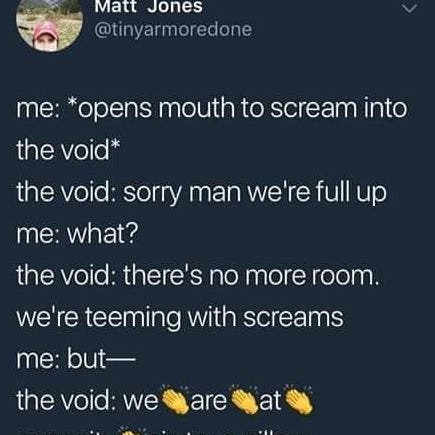 Matt Jones
@tinyarmoredone
me: *opens mouth to scream into
the void*
the void: sorry man we're full up
me: what?
the void: there's no more room.
we're teeming with screams
me: but—
the void: we👏are👏at👏